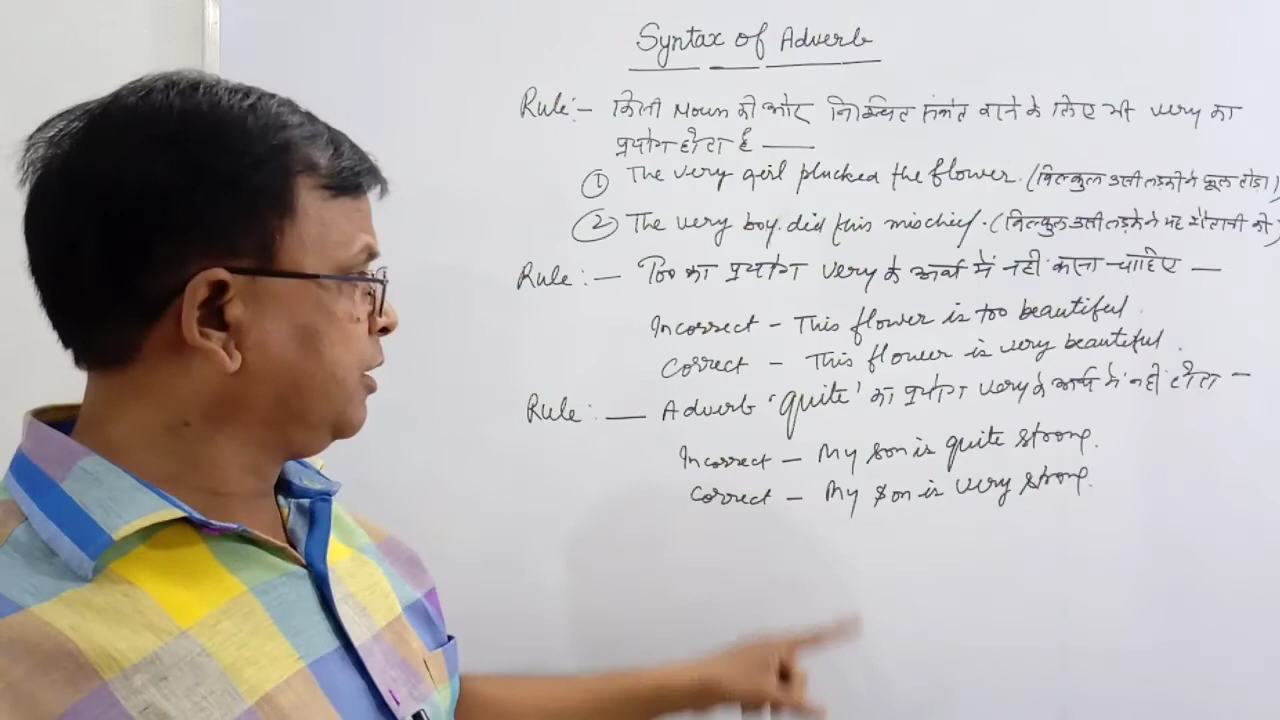 Syntax of Adverb
Rule:- किसी Noun की ओर निश्चित संकेत करने के लिए भी very का
प्रयोग होता है —
① The very girl plucked the flower. (बिलकुल उसी लड़की ने फूल तोड़ा)
② The very boy did this mischief. (बिलकुल उसी लड़के ने यह शैतानी की)
Rule:— Too का प्रयोग very के अर्थ में नहीं करना चाहिए —
Incorrect - This flower is too beautiful.
Correct - This flower is very beautiful.
Rule:— Adverb 'quite' का प्रयोग very के अर्थ में नहीं होता -
Incorrect - My son is quite strong.
Correct - My son is very strong.